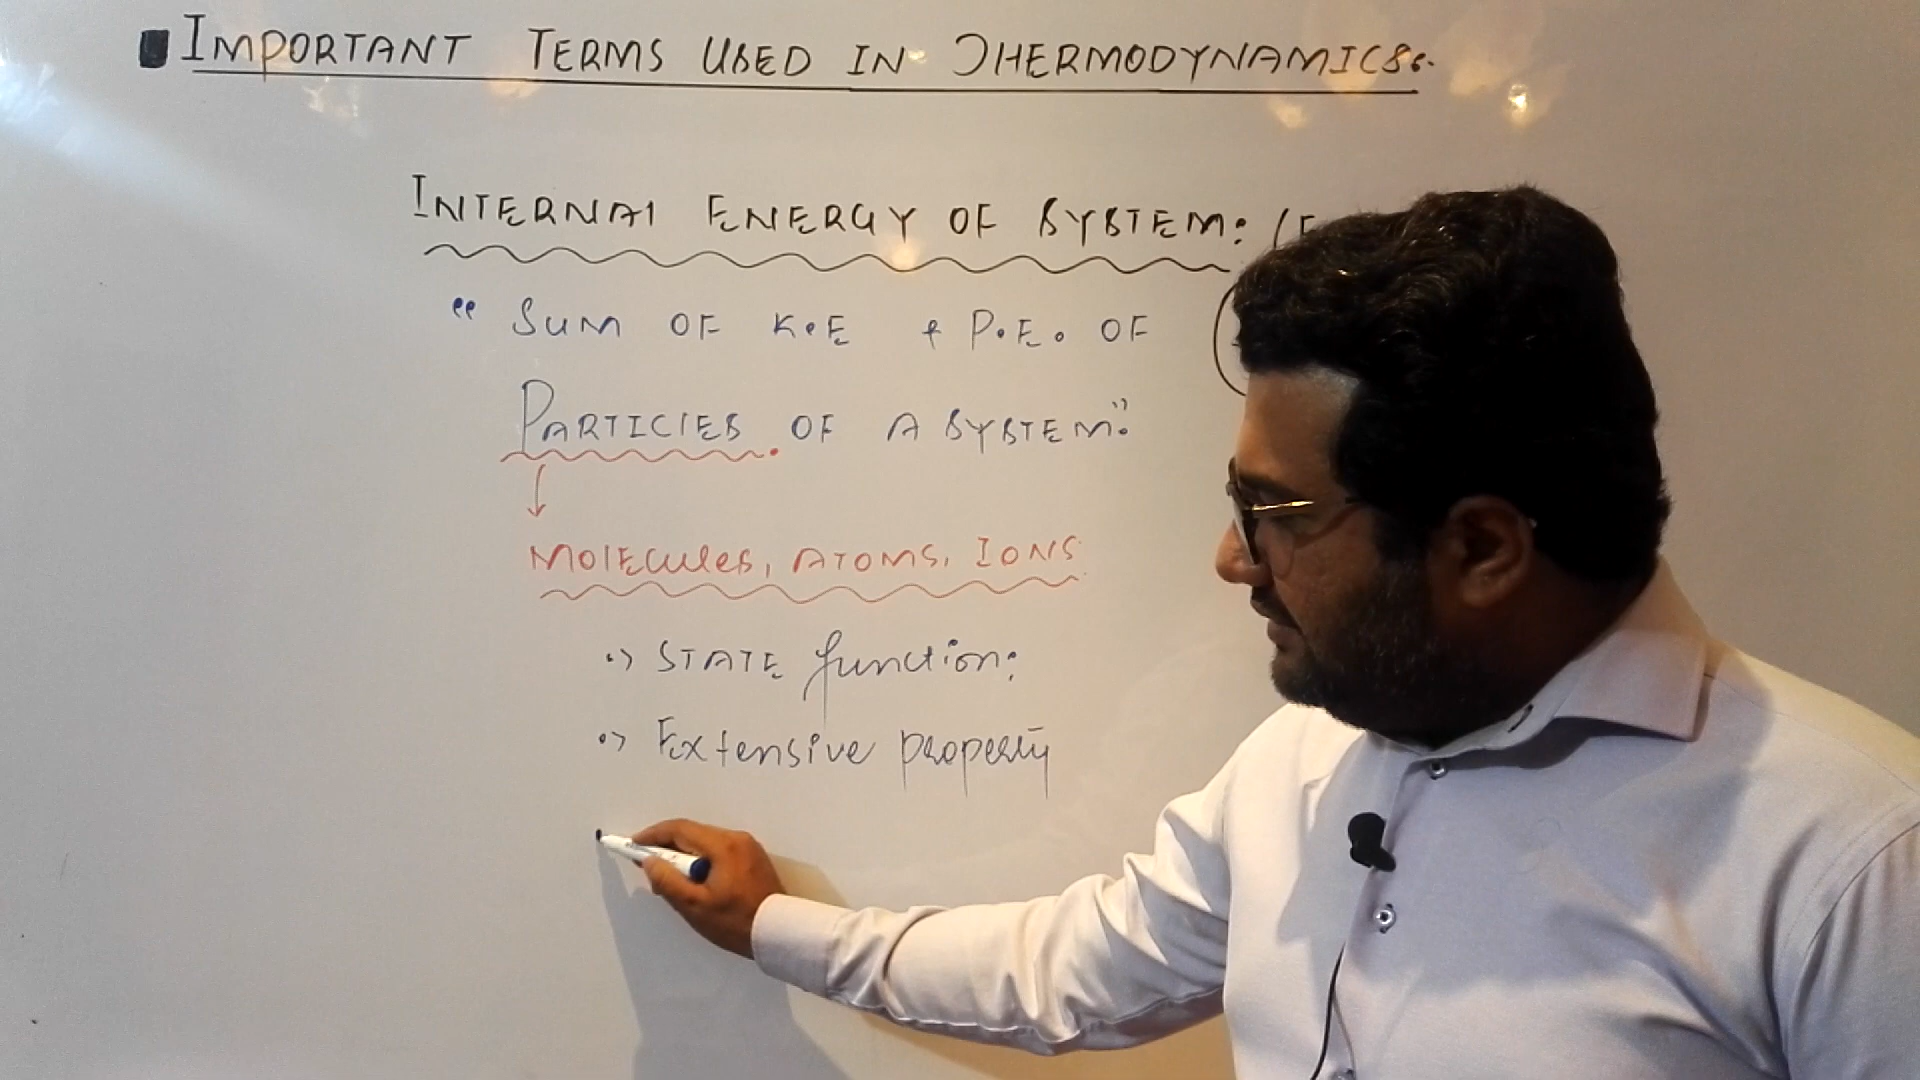 IMPORTANT TERMS USED IN THERMODYNAMICS:-
INTERNAL ENERGY OF SYSTEM: (E
" SUM OF K.E + P.E. OF
PARTICLES OF A SYSTEM."
↓
MOLECULES, ATOMS, IONS
·> STATE function:
·> Extensive property